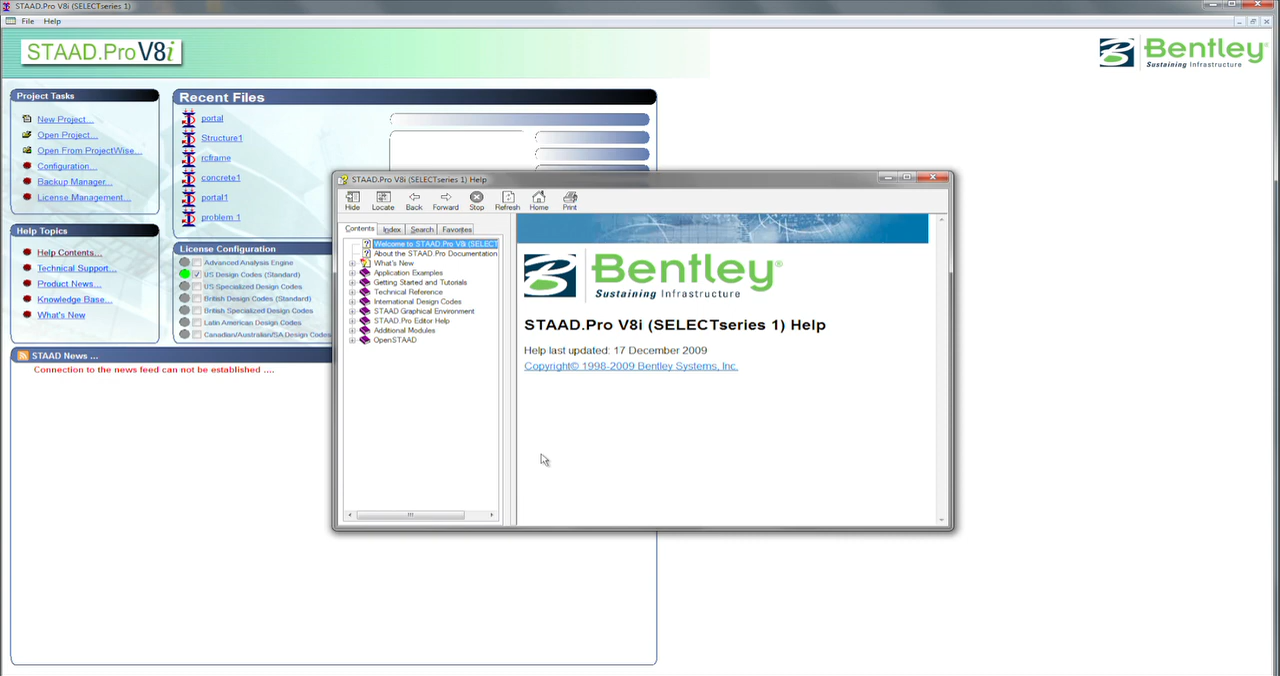 STAAD.Pro V8i (SELECTseries 1)
File Help
STAAD.Pro V8i
Bentley
Sustaining Infrastructure
Project Tasks
New Project...
Open Project...
Open From ProjectWise...
Configuration...
Backup Manager...
License Management...
Recent Files
portal
Structure1
rcframe
concrete1
portal1
problem 1
Help Topics
Help Contents...
Technical Support...
Product News...
Knowledge Base...
What's New
License Configuration
Advanced Analysis Engine
US Design Codes (Standard)
US Specialized Design Codes
British Design Codes (Standard)
British Specialized Design Codes
Latin American Design Codes
Canadian/Australian/SA Design Codes
STAAD News ...
Connection to the news feed can not be established ....
STAAD.Pro V8i (SELECTseries 1) Help
Hide Locate Back Forward Stop Refresh Home Print
Contents Index Search Favorites
Welcome to STAAD.Pro V8i (SELECT
About the STAAD.Pro Documentation
What's New
Application Examples
Getting Started and Tutorials
Technical Reference
International Design Codes
STAAD Graphical Environment
STAAD.Pro Editor Help
Additional Modules
OpenSTAAD
Bentley®
Sustaining Infrastructure
STAAD.Pro V8i (SELECTseries 1) Help
Help last updated: 17 December 2009
Copyright© 1998-2009 Bentley Systems, Inc.